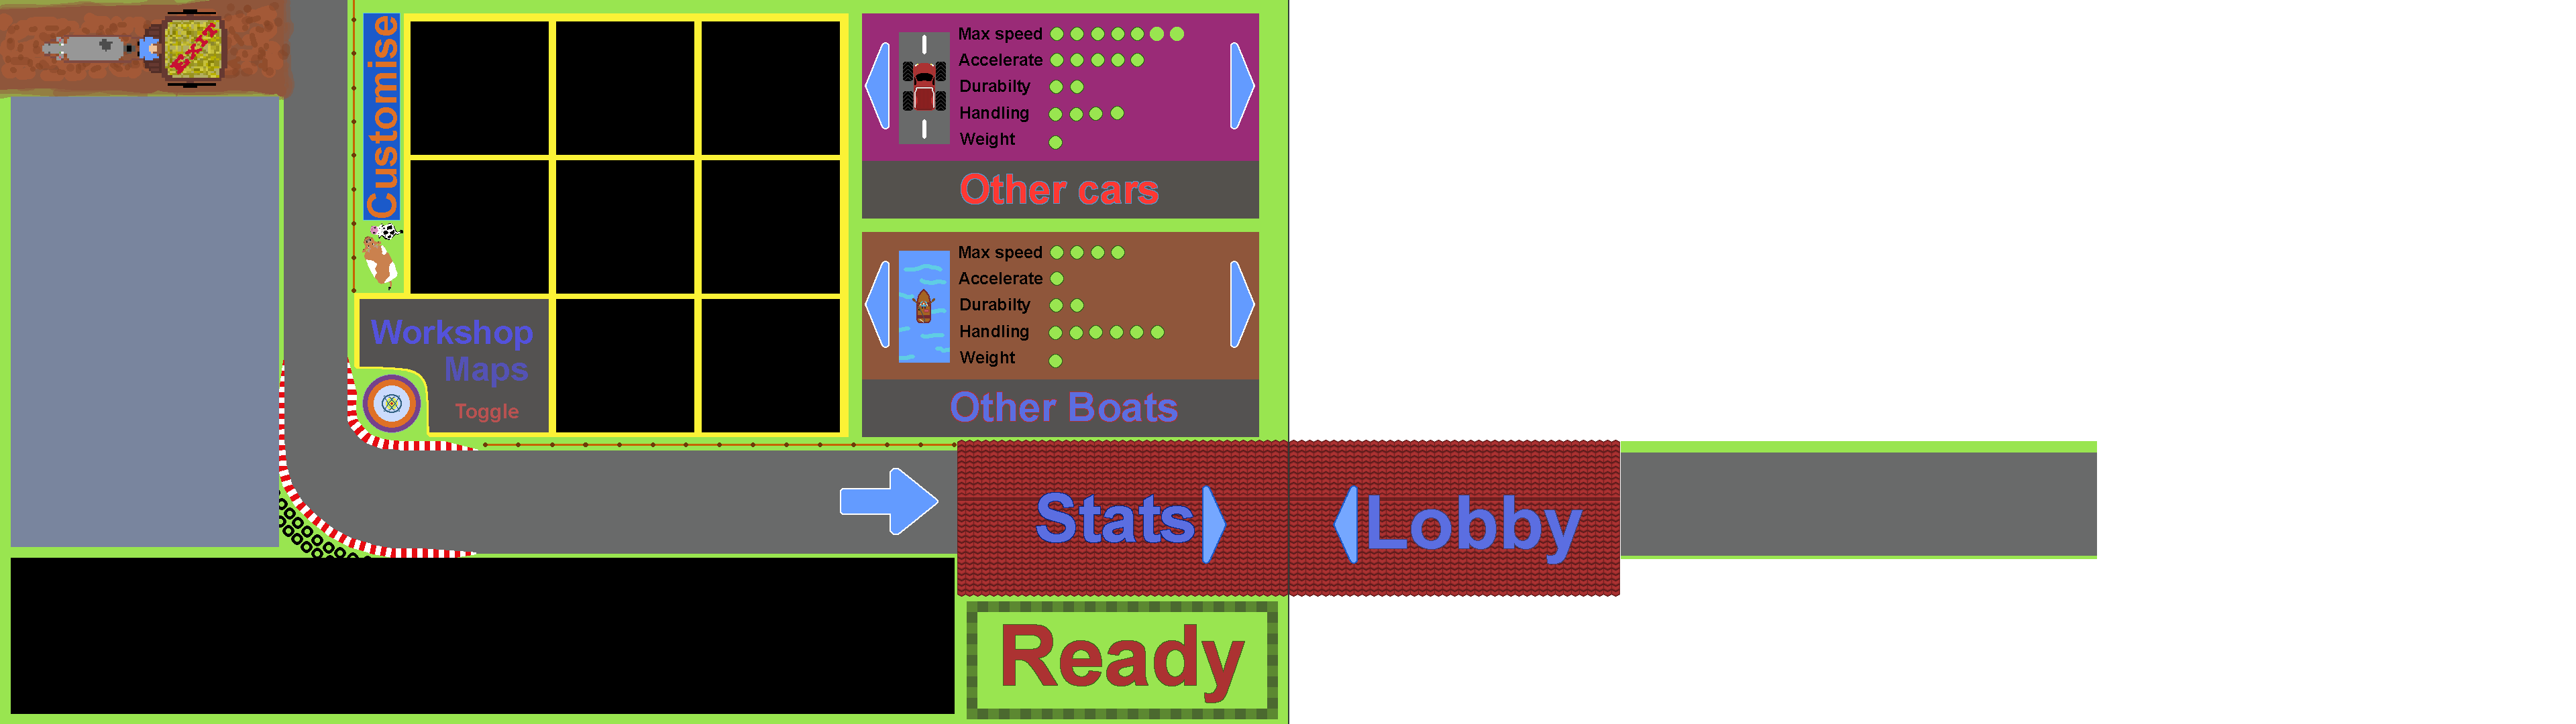 EXIT
Customise
Workshop
Maps
Toggle
Max speed
Accelerate
Durabilty
Handling
Weight
Other cars
Max speed
Accelerate
Durabilty
Handling
Weight
Other Boats
Stats
Lobby
Ready